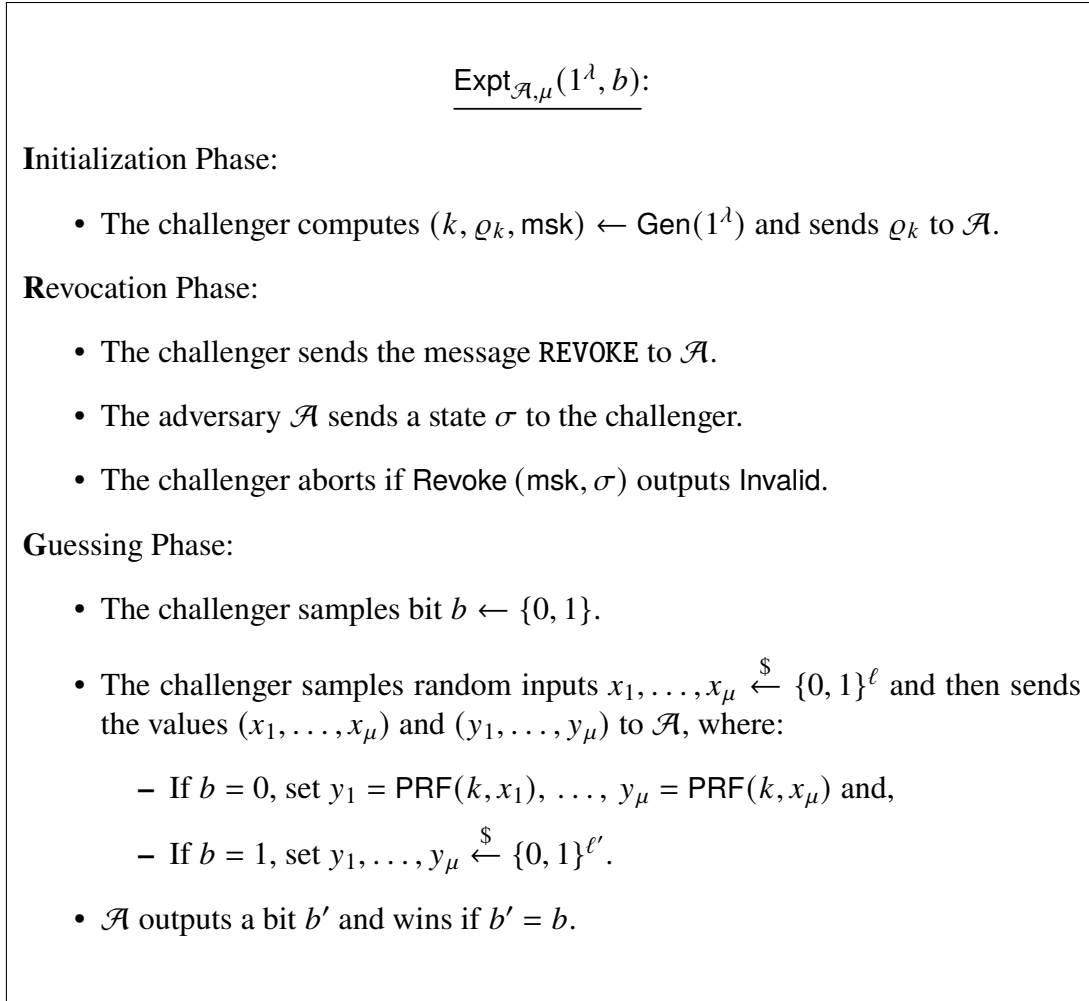 Expt_{𝒜,μ}(1^λ, b):
Initialization Phase:
• The challenger computes (k, ϱ_k, msk) ← Gen(1^λ) and sends ϱ_k to 𝒜.
Revocation Phase:
• The challenger sends the message REVOKE to 𝒜.
• The adversary 𝒜 sends a state σ to the challenger.
• The challenger aborts if Revoke (msk, σ) outputs Invalid.
Guessing Phase:
• The challenger samples bit b ← {0, 1}.
• The challenger samples random inputs x_1, . . . , x_μ ←^$ {0, 1}^ℓ and then sends
the values (x_1, . . . , x_μ) and (y_1, . . . , y_μ) to 𝒜, where:
– If b = 0, set y_1 = PRF(k, x_1), . . . , y_μ = PRF(k, x_μ) and,
– If b = 1, set y_1, . . . , y_μ ←^$ {0, 1}^{ℓ′}.
• 𝒜 outputs a bit b′ and wins if b′ = b.